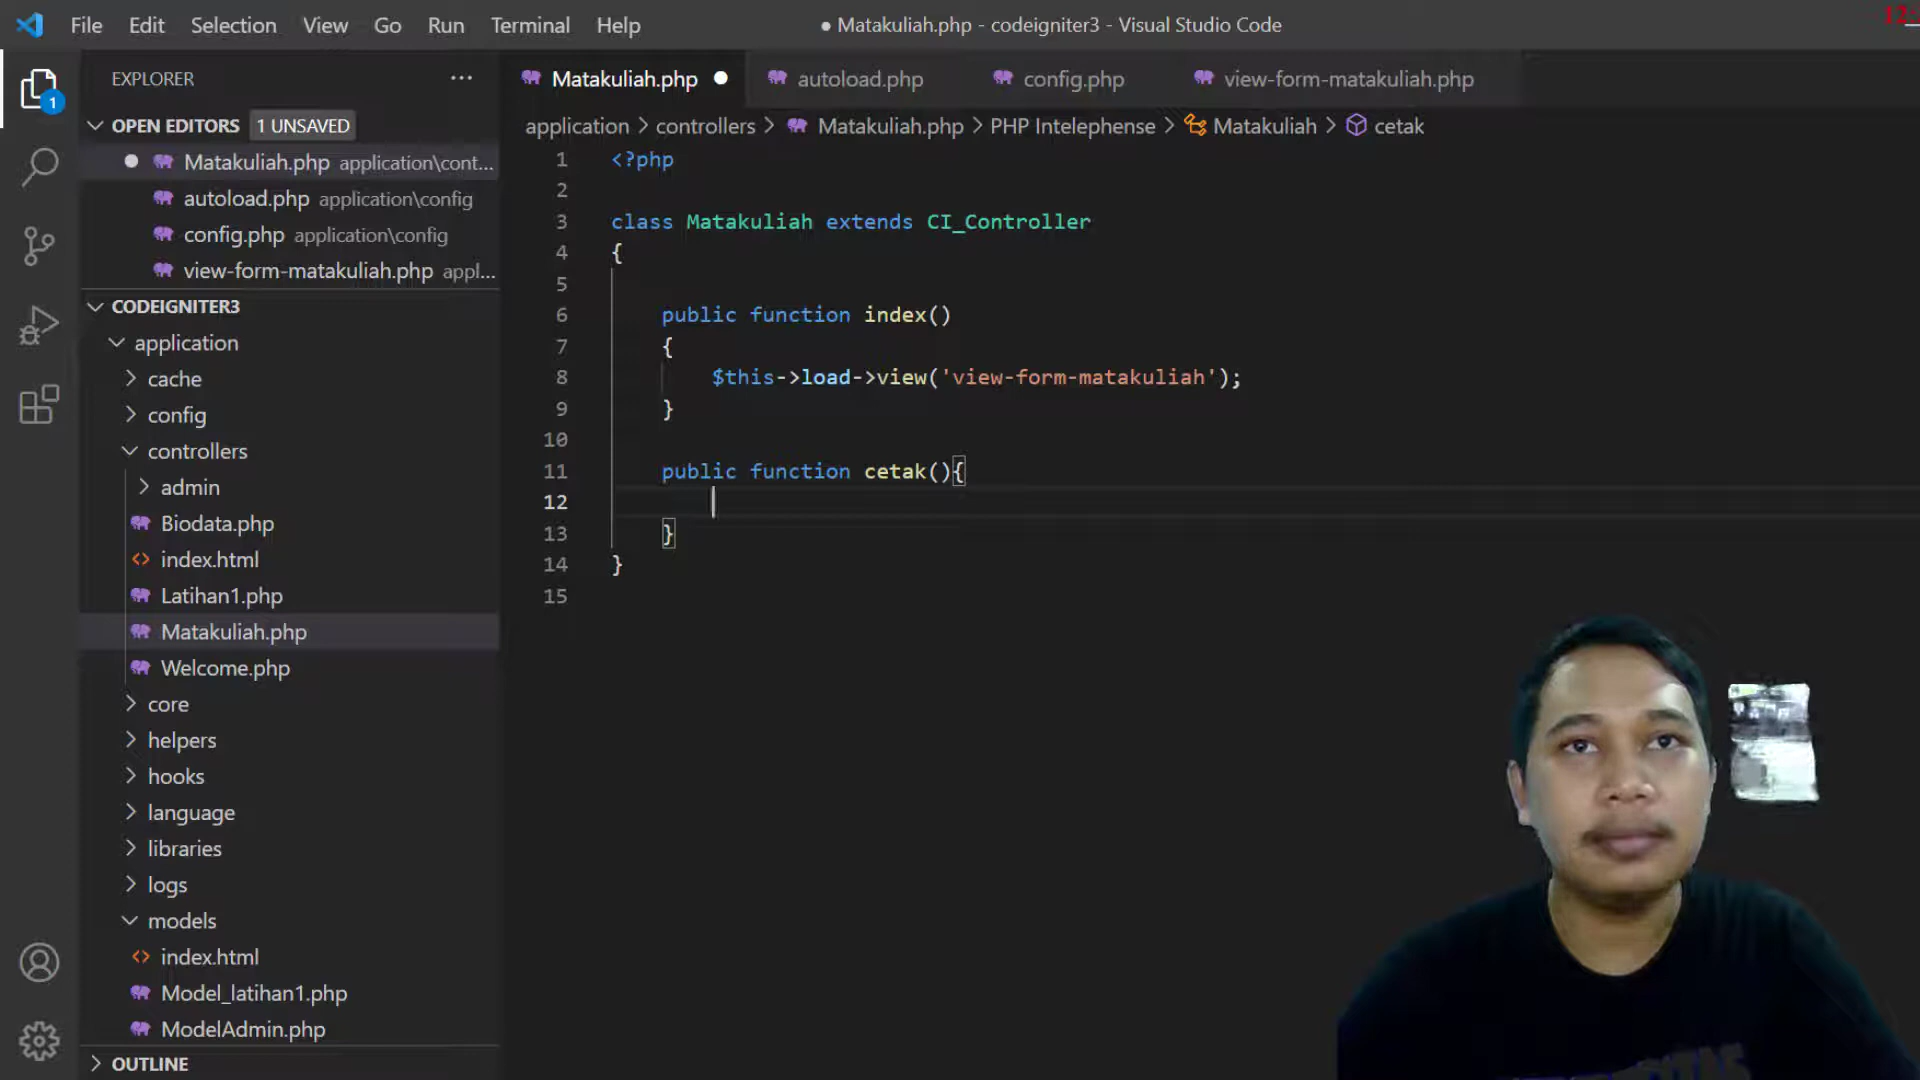 File Edit Selection View Go Run Terminal Help
● Matakuliah.php - codeigniter3 - Visual Studio Code
EXPLORER ···
1
OPEN EDITORS 1 UNSAVED
Matakuliah.php application\cont...
autoload.php application\config
config.php application\config
view-form-matakuliah.php appl...
CODEIGNITER3
application
cache
config
controllers
admin
Biodata.php
index.html
Latihan1.php
Matakuliah.php
Welcome.php
core
helpers
hooks
language
libraries
logs
models
index.html
Model_latihan1.php
ModelAdmin.php
OUTLINE
Matakuliah.php autoload.php config.php view-form-matakuliah.php
application > controllers > Matakuliah.php > PHP Intelephense > Matakuliah > cetak
1 <?php
2
3 class Matakuliah extends CI_Controller
4 {
5
6 public function index()
7 {
8 $this->load->view('view-form-matakuliah');
9 }
10
11 public function cetak(){
12
13 }
14 }
15